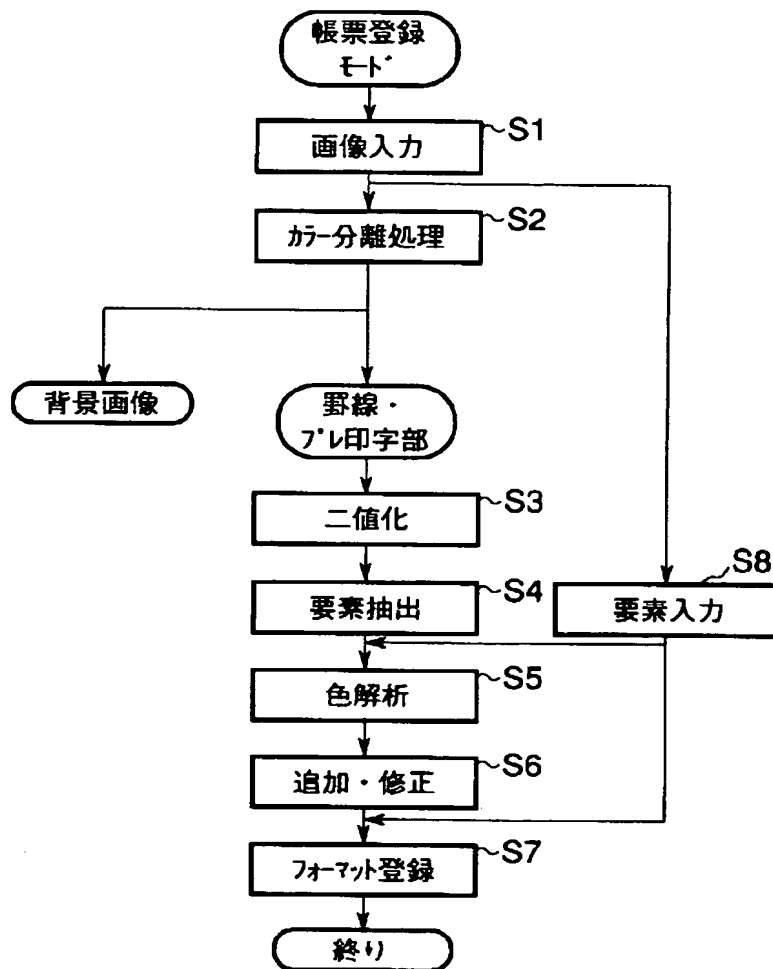 帳票登録
モード
画像入力
S1
カラー分離処理
S2
背景画像
罫線・
プレ印字部
二値化
S3
要素抽出
S4
要素入力
S8
色解析
S5
追加・修正
S6
フォーマット登録
S7
終り